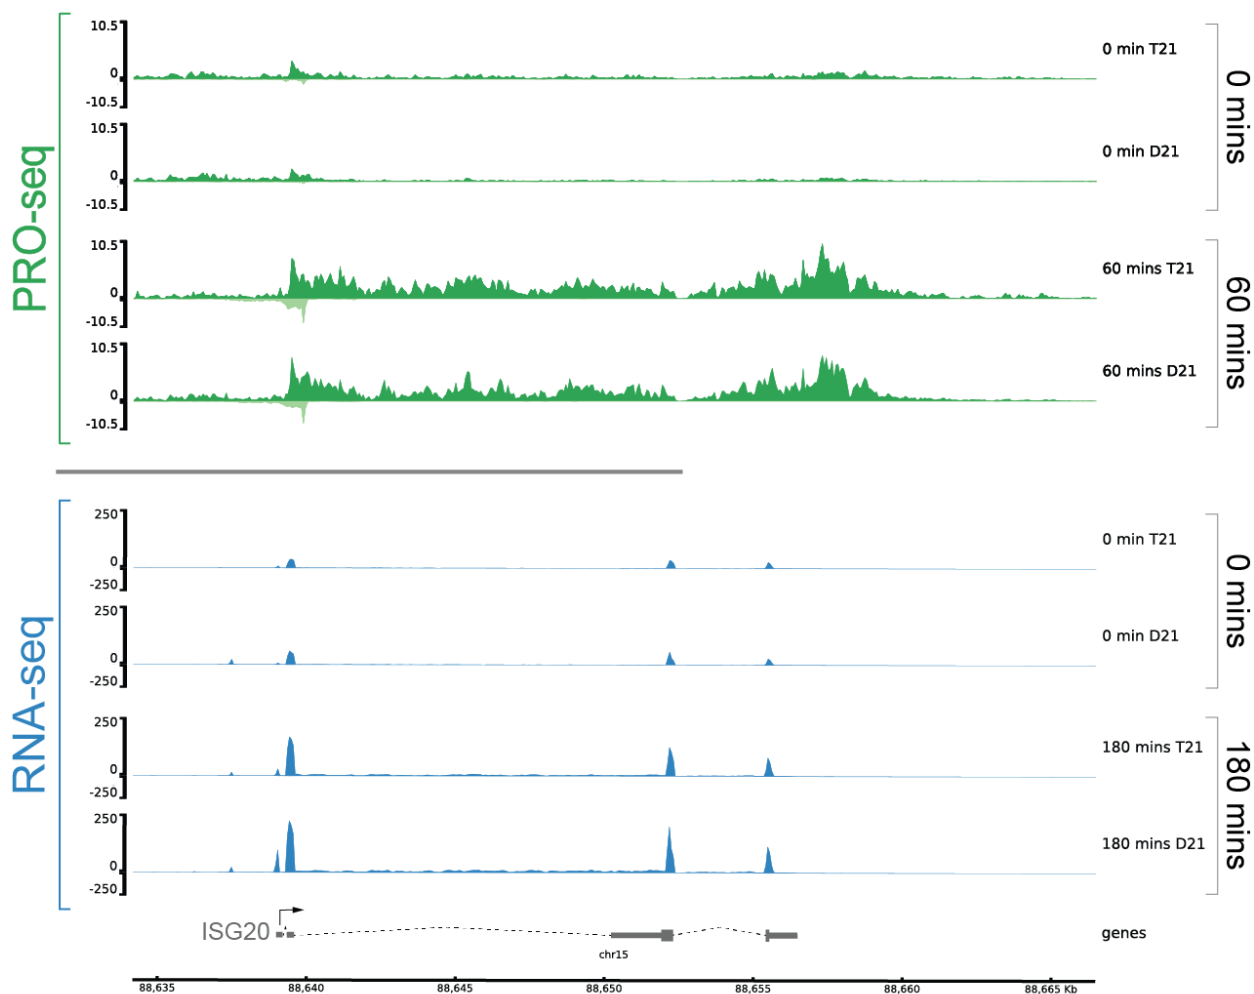 PRO-seq
10.5
0
-10.5
0 min T21
10.5
0
-10.5
0 min D21
0 mins
10.5
0
-10.5
60 mins T21
10.5
0
-10.5
60 mins D21
60 mins
RNA-seq
250
0
-250
0 min T21
250
0
-250
0 min D21
0 mins
250
0
-250
180 mins T21
250
0
-250
180 mins D21
180 mins
ISG20
genes
chr15
88,635 88,640 88,645 88,650 88,655 88,660 88,665 Kb